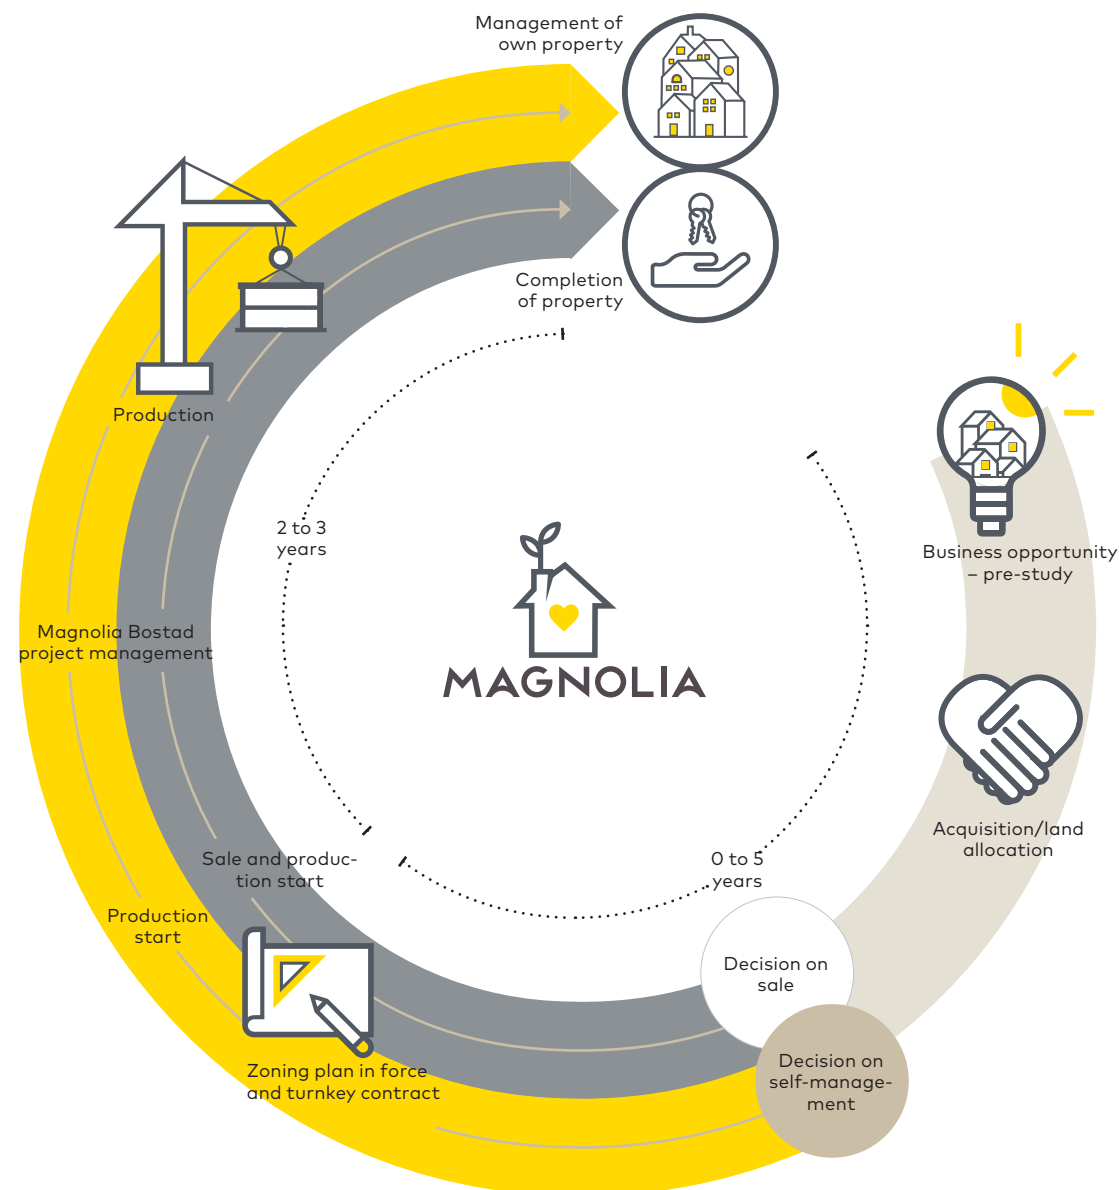 Management of
own property
Completion
of property
Production
2 to 3
years
Business opportunity
– pre-study
Magnolia Bostad
project management
MAGNOLIA
Acquisition/land
allocation
Sale and produc-
tion start
0 to 5
years
Production
start
Decision on
sale
Zoning plan in force
and turnkey contract
Decision on
self-manage-
ment